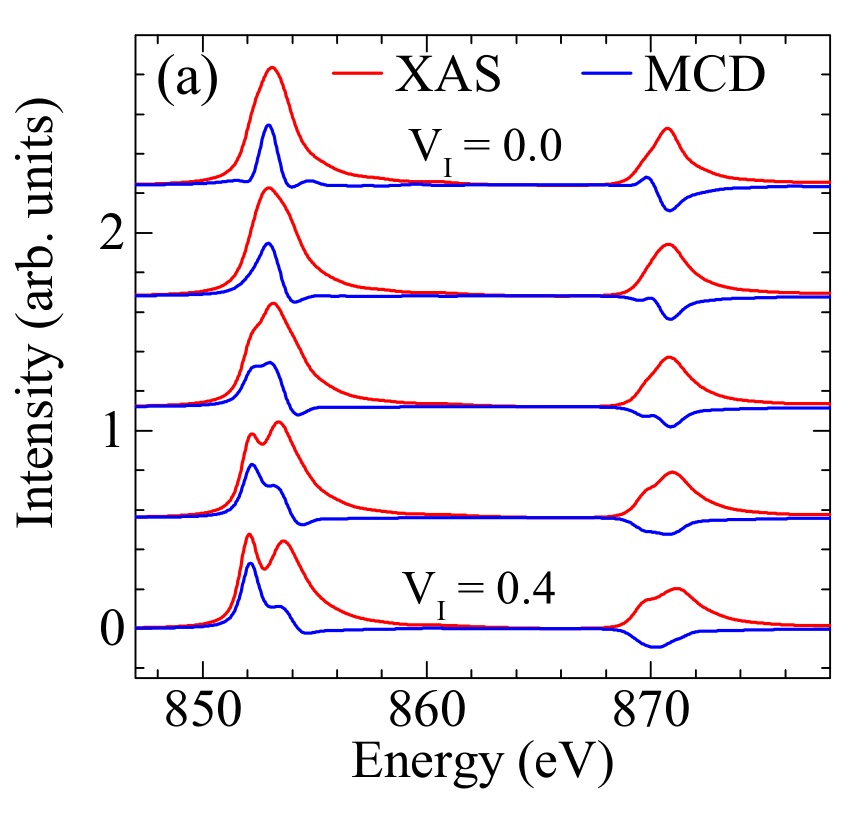 (a) XAS MCD
V_I = 0.0
2
1
V_I = 0.4
0
850 860 870
Energy (eV)
Intensity (arb. units)